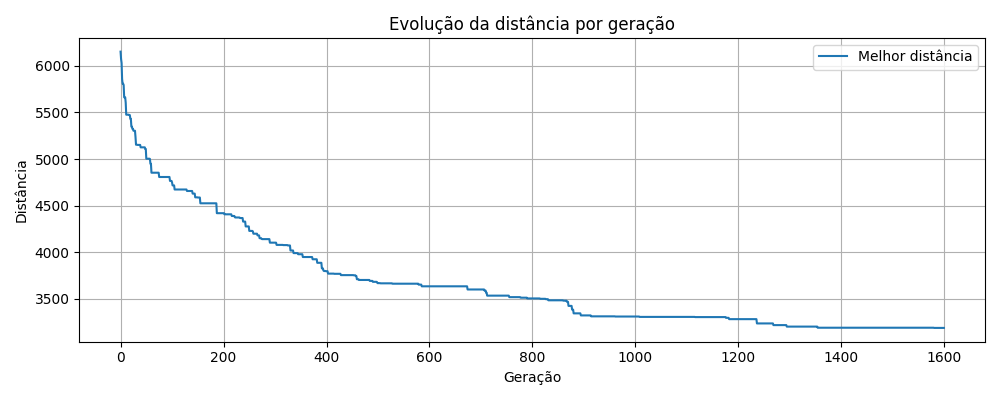 Evolução da distância por geração
Melhor distância
Distância
6000
5500
5000
4500
4000
3500
0 200 400 600 800 1000 1200 1400 1600
Geração